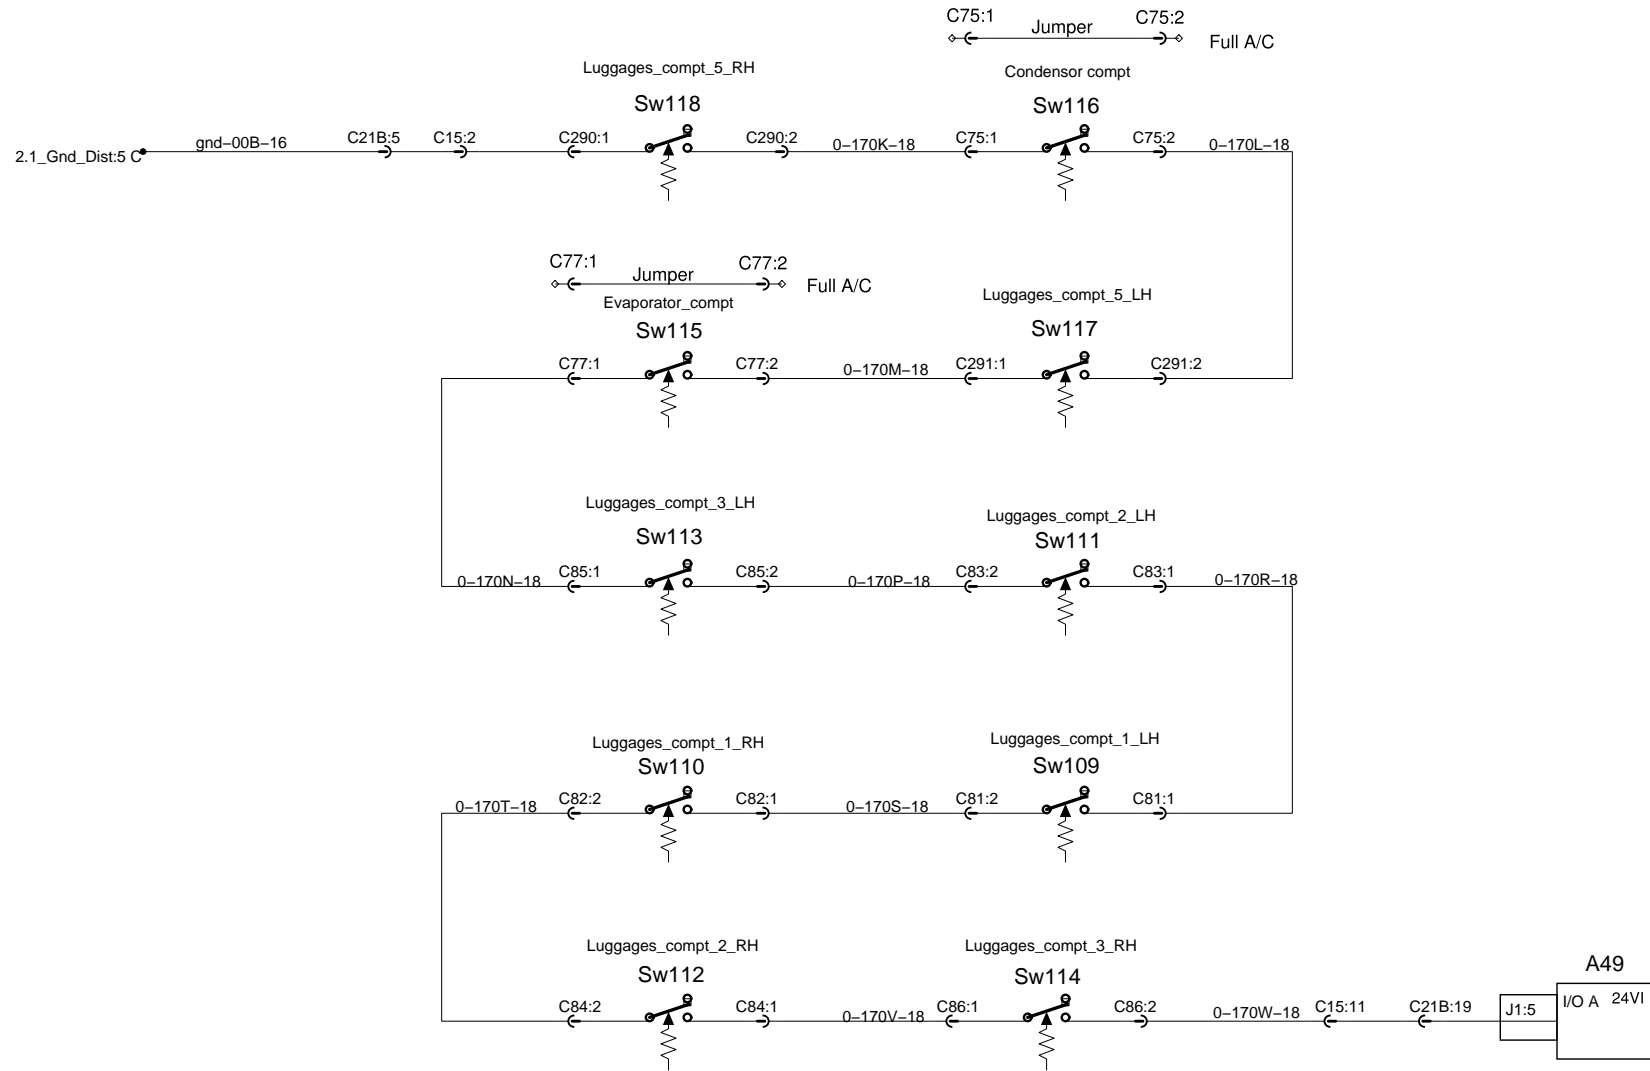 C75:1 Jumper C75:2 Full A/C
Luggages_compt_5_RH Condensor compt
Sw118 Sw116
2.1_Gnd_Dist:5 C gnd-00B-16 C21B:5 C15:2 C290:1 C290:2 0-170K-18 C75:1 C75:2 0-170L-18
C77:1 Jumper C77:2 Full A/C
Evaporator_compt Luggages_compt_5_LH
Sw115 Sw117
C77:1 C77:2 0-170M-18 C291:1 C291:2
Luggages_compt_3_LH Luggages_compt_2_LH
Sw113 Sw111
0-170N-18 C85:1 C85:2 0-170P-18 C83:2 C83:1 0-170R-18
Luggages_compt_1_RH Luggages_compt_1_LH
Sw110 Sw109
0-170T-18 C82:2 C82:1 0-170S-18 C81:2 C81:1
Luggages_compt_2_RH Luggages_compt_3_RH
Sw112 Sw114 A49
C84:2 C84:1 0-170V-18 C86:1 C86:2 0-170W-18 C15:11 C21B:19 J1:5 I/O A 24VI